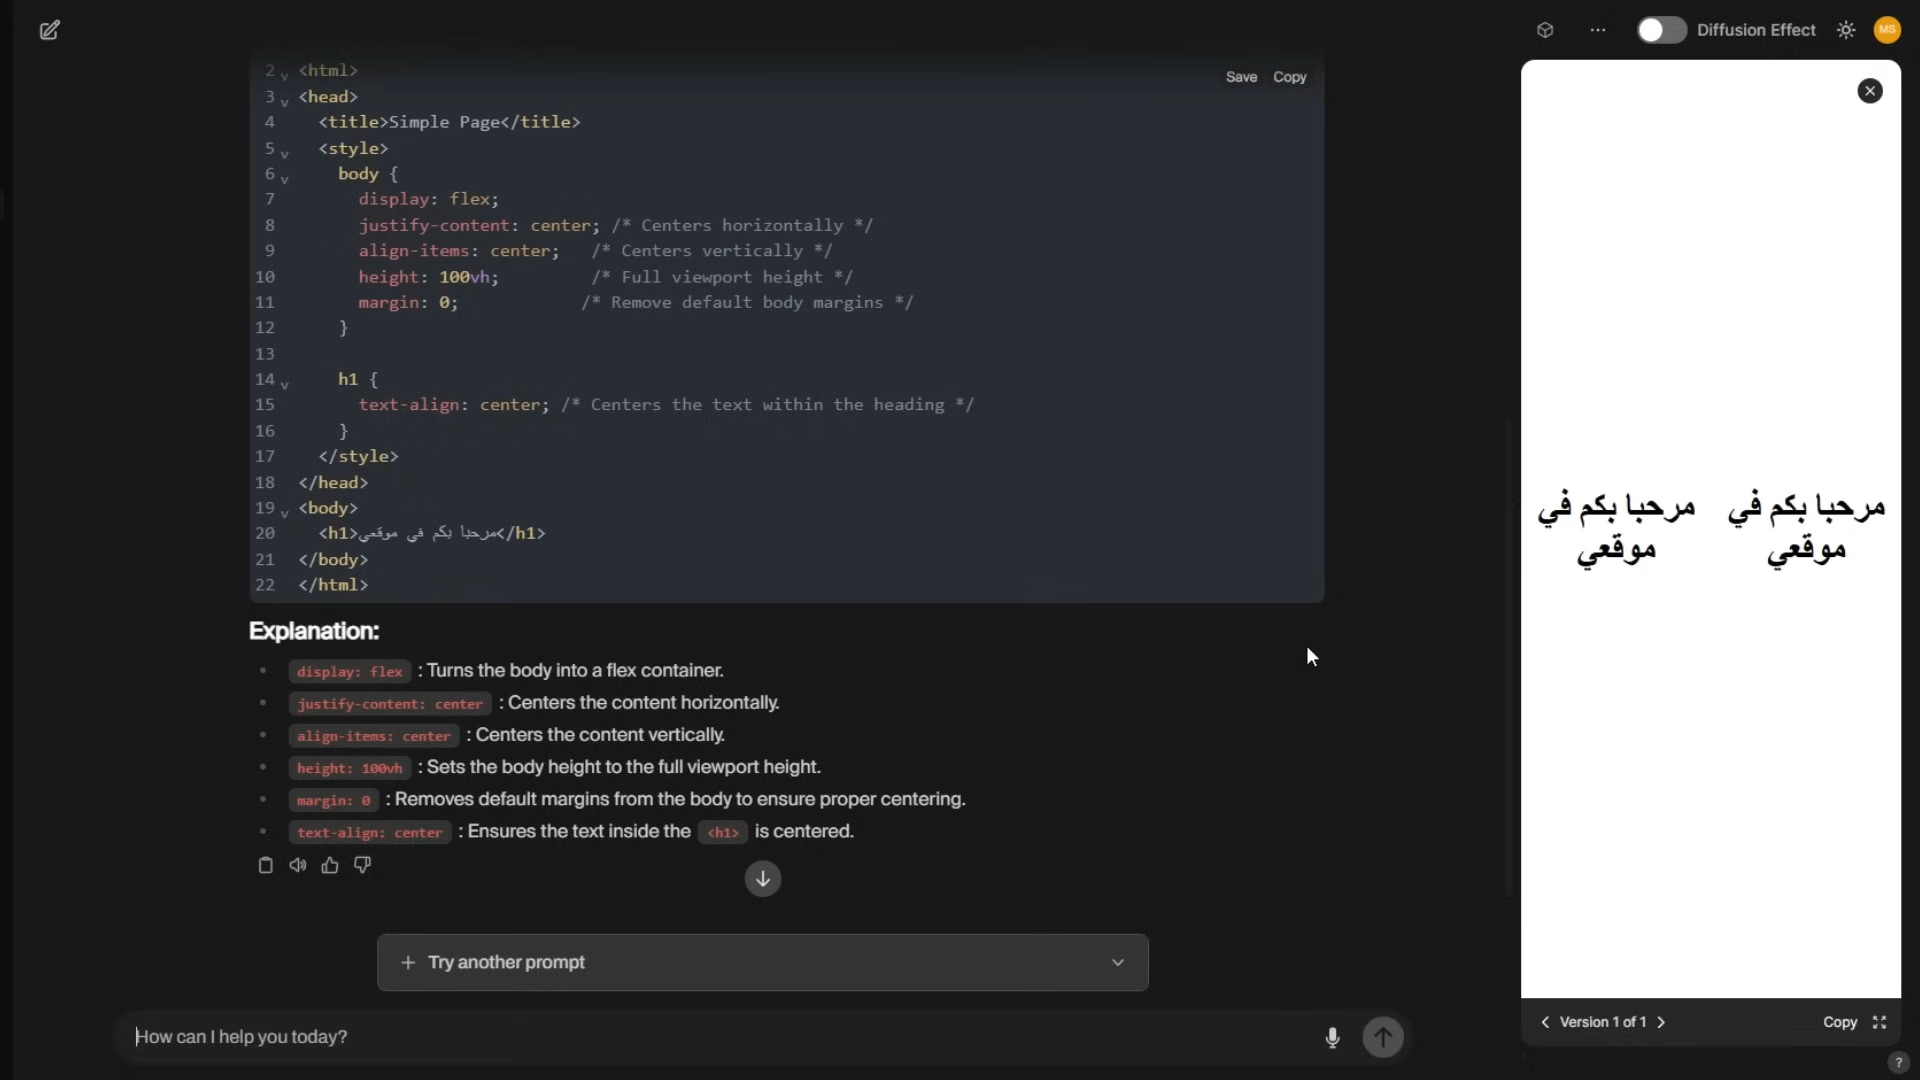 Diffusion Effect
MS
Save Copy
2 <html>
3 <head>
4 <title>Simple Page</title>
5 <style>
6 body {
7 display: flex;
8 justify-content: center; /* Centers horizontally */
9 align-items: center; /* Centers vertically */
10 height: 100vh; /* Full viewport height */
11 margin: 0; /* Remove default body margins */
12 }
13
14 h1 {
15 text-align: center; /* Centers the text within the heading */
16 }
17 </style>
18 </head>
19 <body>
20 <h1>مرحبا بكم في موقعي</h1>
21 </body>
22 </html>
Explanation:
display: flex : Turns the body into a flex container.
justify-content: center : Centers the content horizontally.
align-items: center : Centers the content vertically.
height: 100vh : Sets the body height to the full viewport height.
margin: 0 : Removes default margins from the body to ensure proper centering.
text-align: center : Ensures the text inside the <h1> is centered.
+ Try another prompt
How can I help you today?
مرحبا بكم في
موقعي
مرحبا بكم في
موقعي
Version 1 of 1
Copy
?